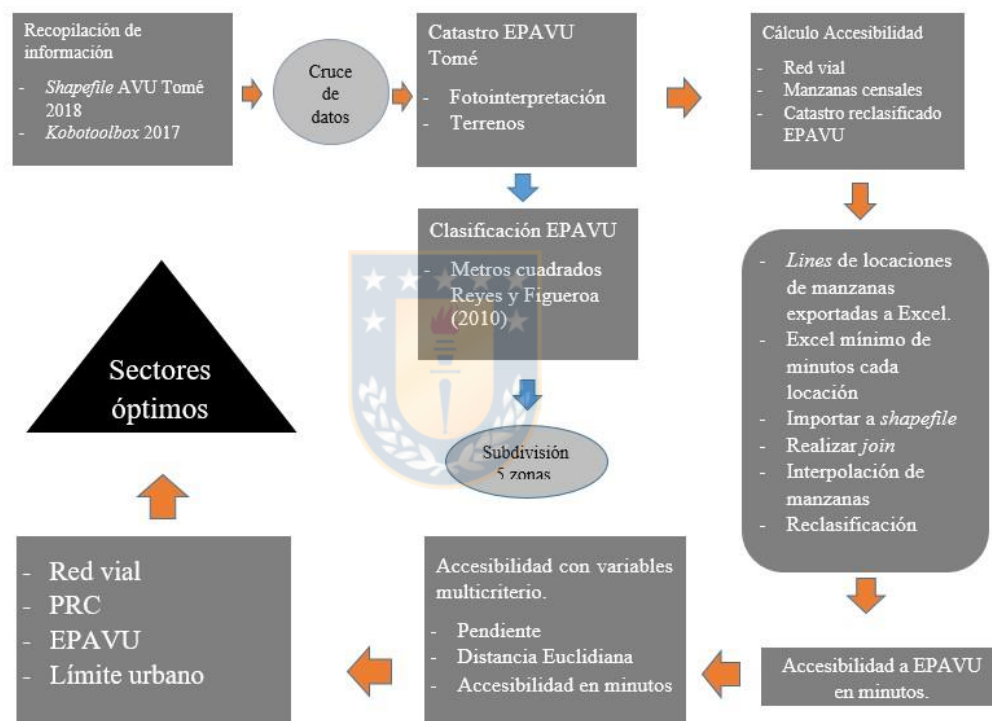 Recopilación de
información
- Shapefile AVU Tomé
2018
- Kobotoolbox 2017
Cruce
de
datos
Catastro EPAVU
Tomé
- Fotointerpretación
- Terrenos
Cálculo Accesibilidad
- Red vial
- Manzanas censales
- Catastro reclasificado
EPAVU
Clasificación EPAVU
- Metros cuadrados
Reyes y Figueroa
(2010)
Subdivisión
5 zonas
- Lines de locaciones
de manzanas
exportadas a Excel.
- Excel mínimo de
minutos cada
locación
- Importar a shapefile
- Realizar join
- Interpolación de
manzanas
- Reclasificación
Accesibilidad a EPAVU
en minutos.
Accesibilidad con variables
multicriterio.
- Pendiente
- Distancia Euclidiana
- Accesibilidad en minutos
- Red vial
- PRC
- EPAVU
- Límite urbano
Sectores
óptimos